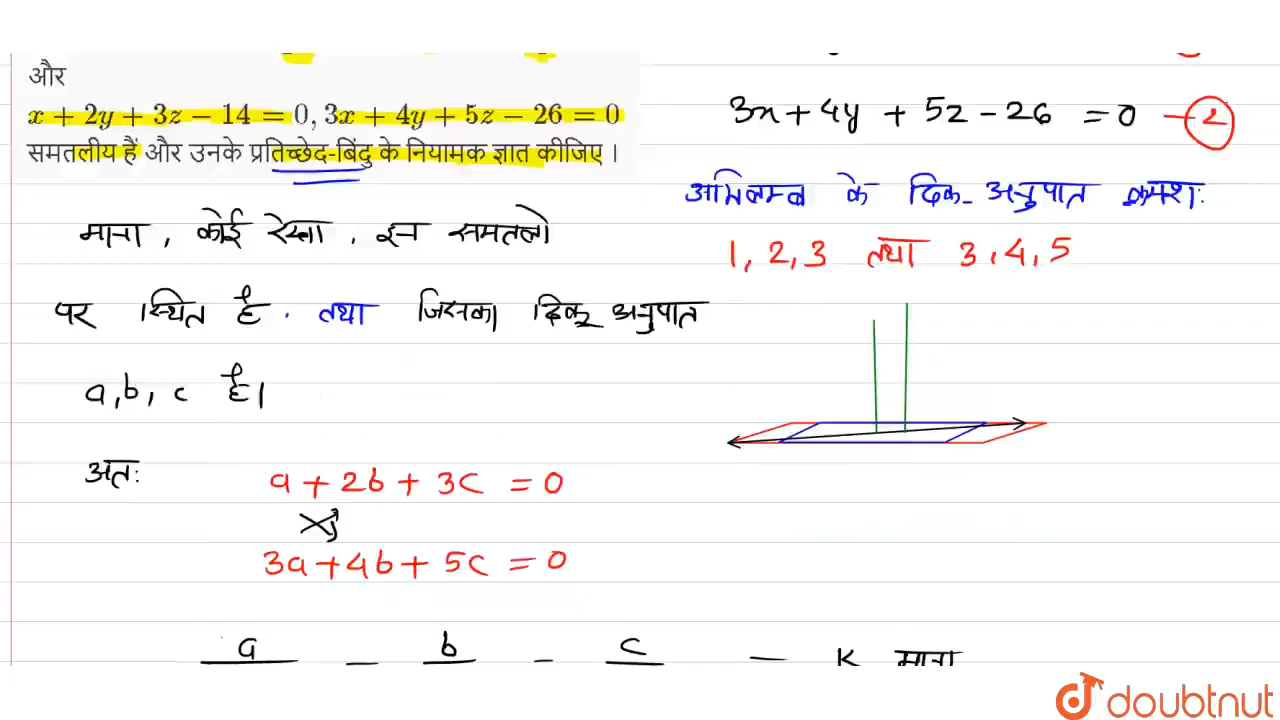 और
x + 2y + 3z − 14 = 0, 3x + 4y + 5z − 26 = 0
समतलीय हैं और उनके प्रतिच्छेद-बिंदु के नियामक ज्ञात कीजिए ।
माना, कोई रेखा, इन समतलो
पर स्थित है. तथा जिसका दिक् अनुपात
a, b, c है।
अतः
a + 2b + 3c = 0
3a + 4b + 5c = 0
a b c K माना
3x + 4y + 5z − 26 = 0 — 2
अभिलम्ब के दिक्-अनुपात क्रमशः
1, 2, 3 तथा 3, 4, 5
doubtnut